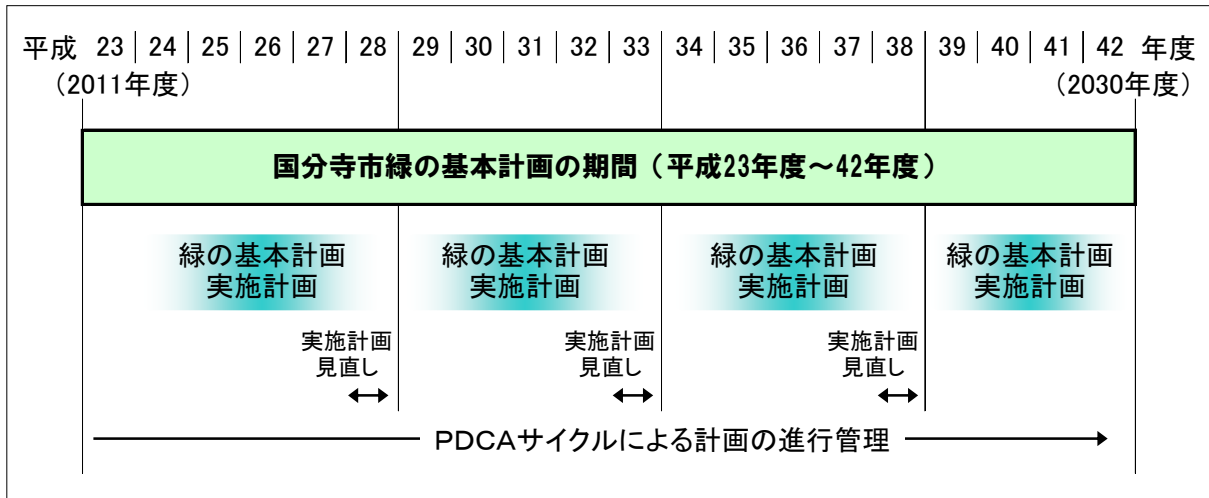 平成 23 24 25 26 27 28 29 30 31 32 33 34 35 36 37 38 39 40 41 42 年度
（2011年度） （2030年度）
国分寺市緑の基本計画の期間（平成23年度～42年度）
緑の基本計画 緑の基本計画 緑の基本計画 緑の基本計画
実施計画 実施計画 実施計画 実施計画
実施計画 実施計画 実施計画
見直し 見直し 見直し
PDCAサイクルによる計画の進行管理